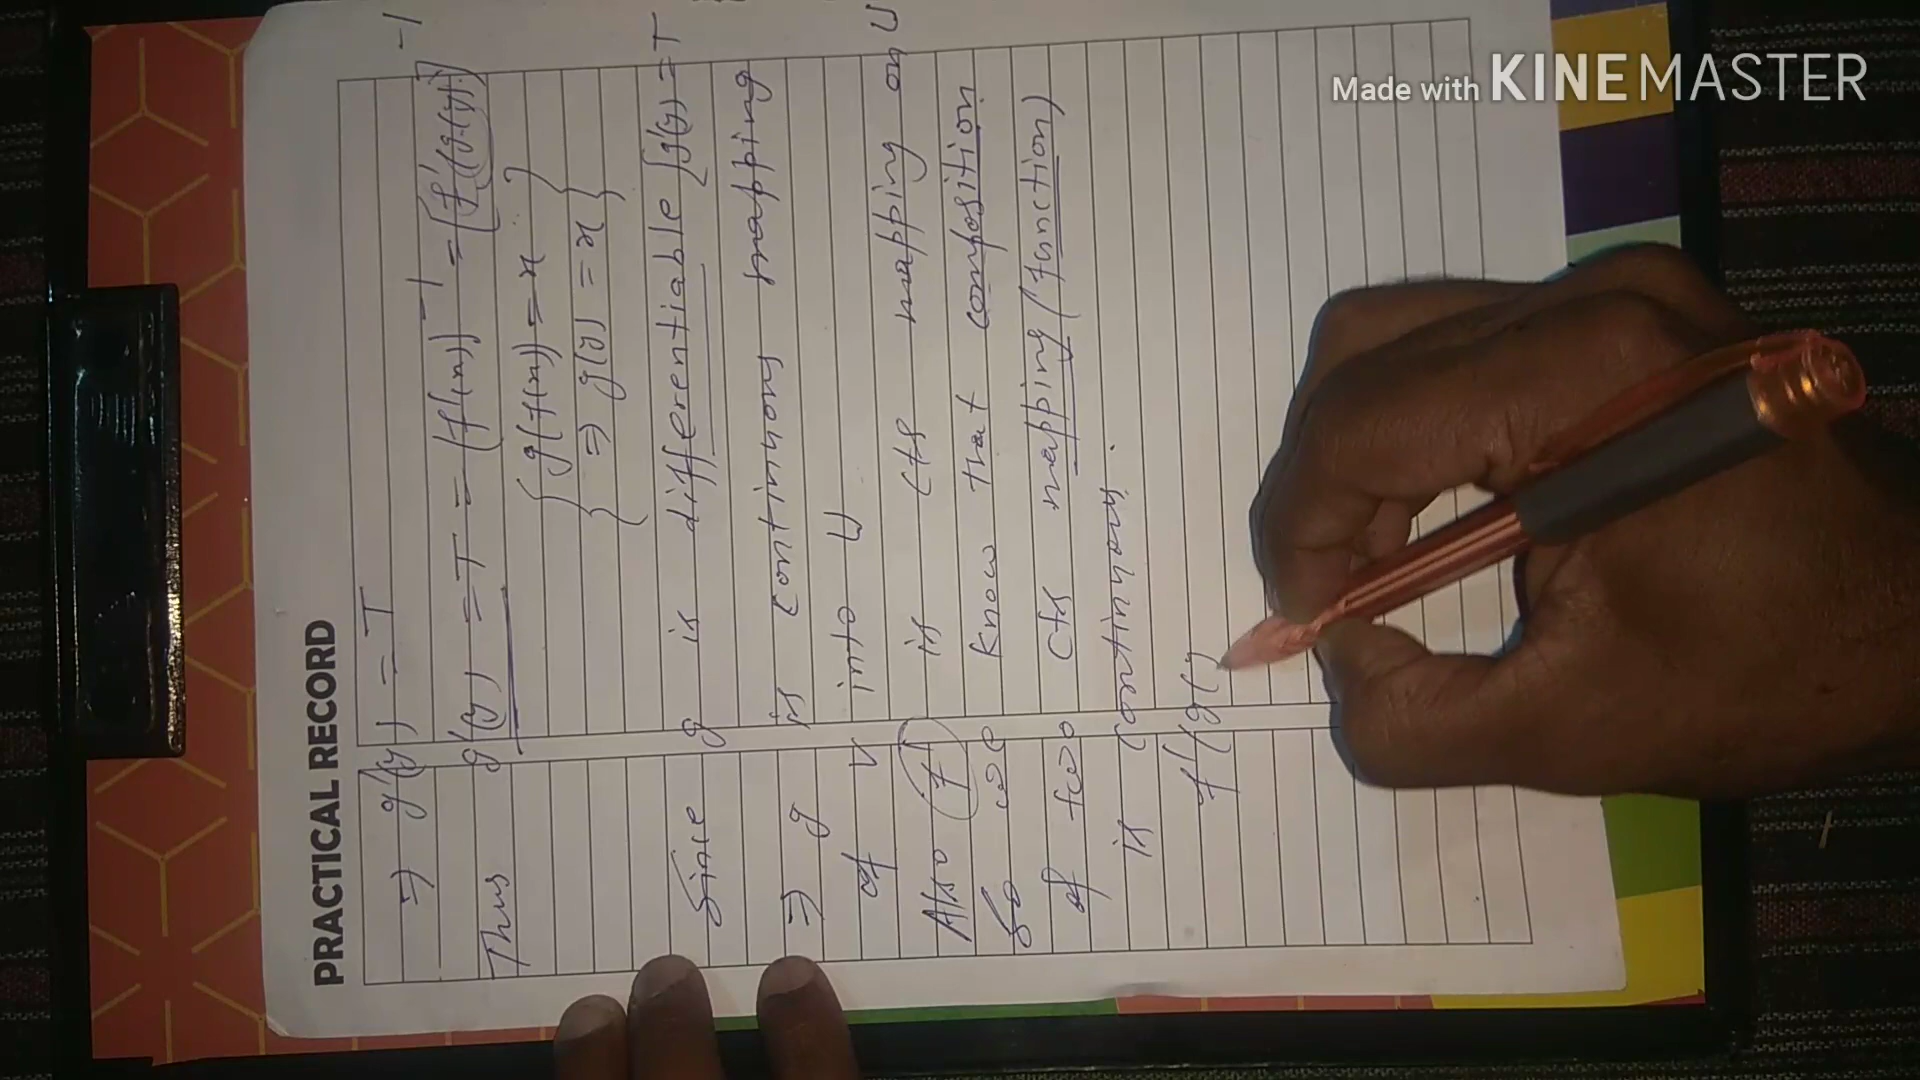 Made with KINEMASTER
PRACTICAL RECORD
⇒ g'(y) = T
Thus g'(y) = T = [f'(x)]^-1 = [f'(g(y))]^-1
{ g(f(x)) = x }
{ ⇒ g(y) = x }
Since g is differentiable {g'(y) = T
⇒ g is continuous mapping
of V into U
Also f' is cts mapping on U
So we know that composition
of two cts mapping (function)
is continuous.
f'(g(y